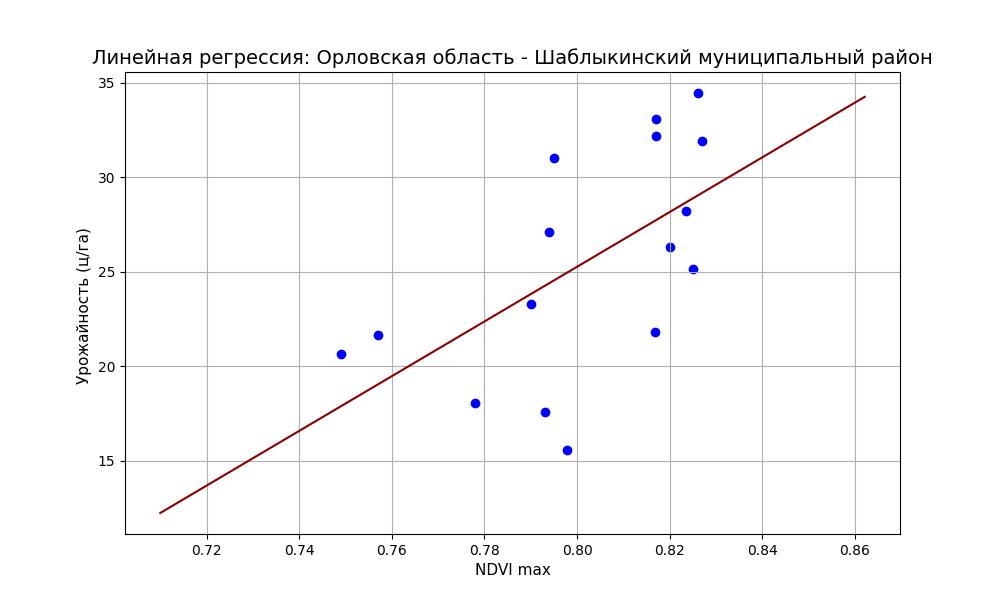 Линейная регрессия: Орловская область - Шаблыкинский муниципальный район
Урожайность (ц/га)
35
30
25
20
15
0.72 0.74 0.76 0.78 0.80 0.82 0.84 0.86
NDVI max